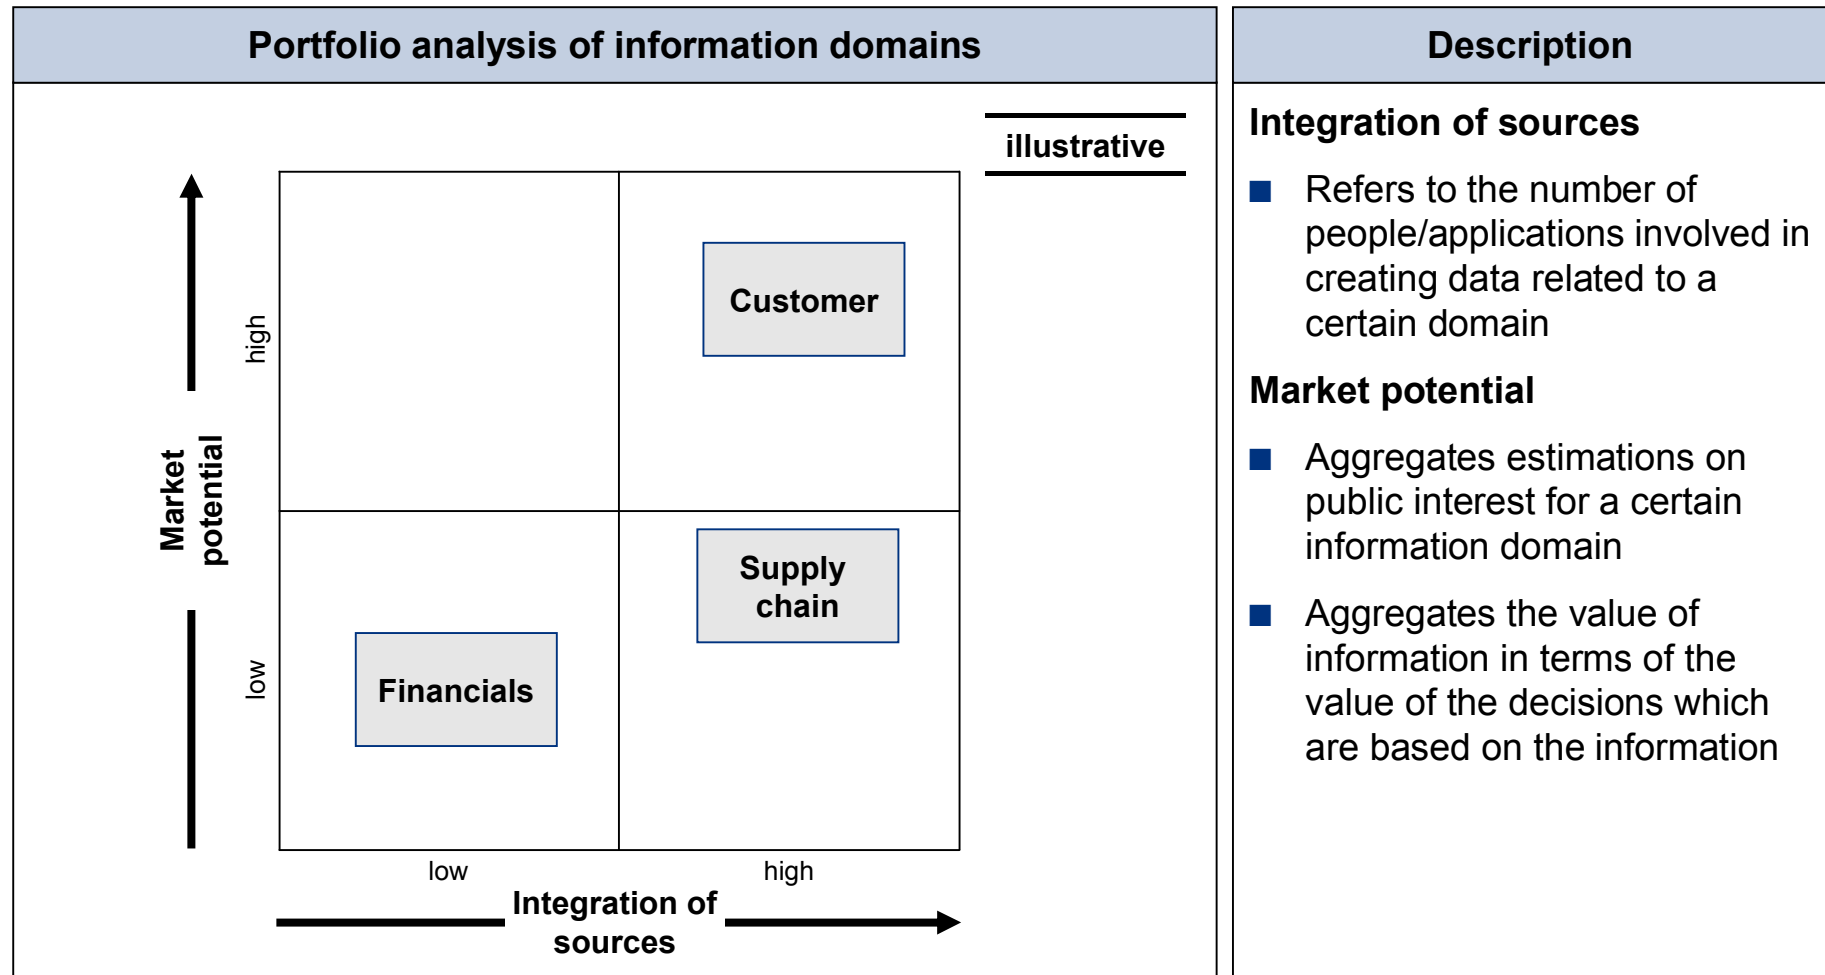 Portfolio analysis of information domains
illustrative
Market
potential
high
low
Customer
Supply
chain
Financials
low
high
Integration of
sources
Description
Integration of sources
Refers to the number of
people/applications involved in
creating data related to a
certain domain
Market potential
Aggregates estimations on
public interest for a certain
information domain
Aggregates the value of
information in terms of the
value of the decisions which
are based on the information